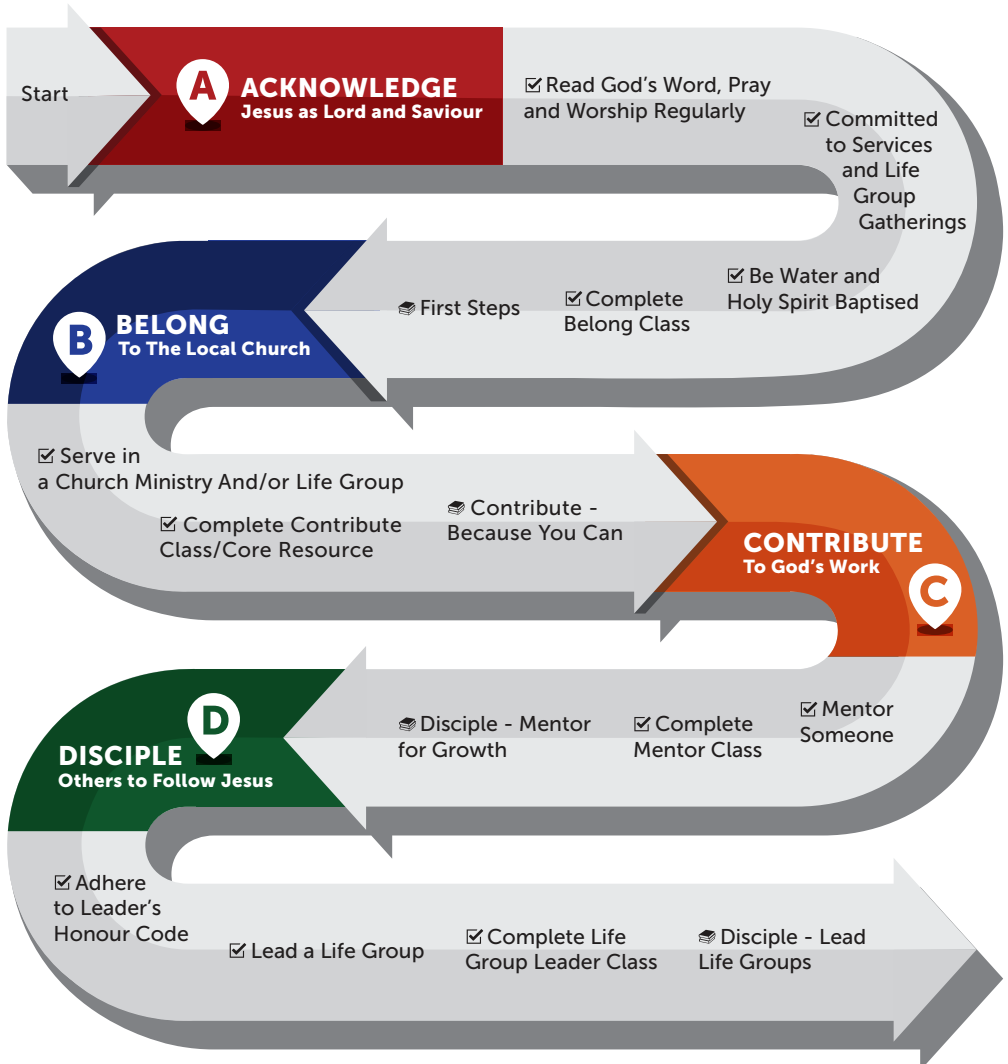 Start
A
ACKNOWLEDGE
Jesus as Lord and Saviour
Read God's Word, Pray
and Worship Regularly
Committed
to Services
and Life
Group
Gatherings
Be Water and
Holy Spirit Baptised
Complete
Belong Class
First Steps
B
BELONG
To The Local Church
Serve in
a Church Ministry And/or Life Group
Complete Contribute
Class/Core Resource
Contribute -
Because You Can
CONTRIBUTE
To God's Work
C
Mentor
Someone
Complete
Mentor Class
Disciple - Mentor
for Growth
D
DISCIPLE
Others to Follow Jesus
Adhere
to Leader's
Honour Code
Lead a Life Group
Complete Life
Group Leader Class
Disciple - Lead
Life Groups